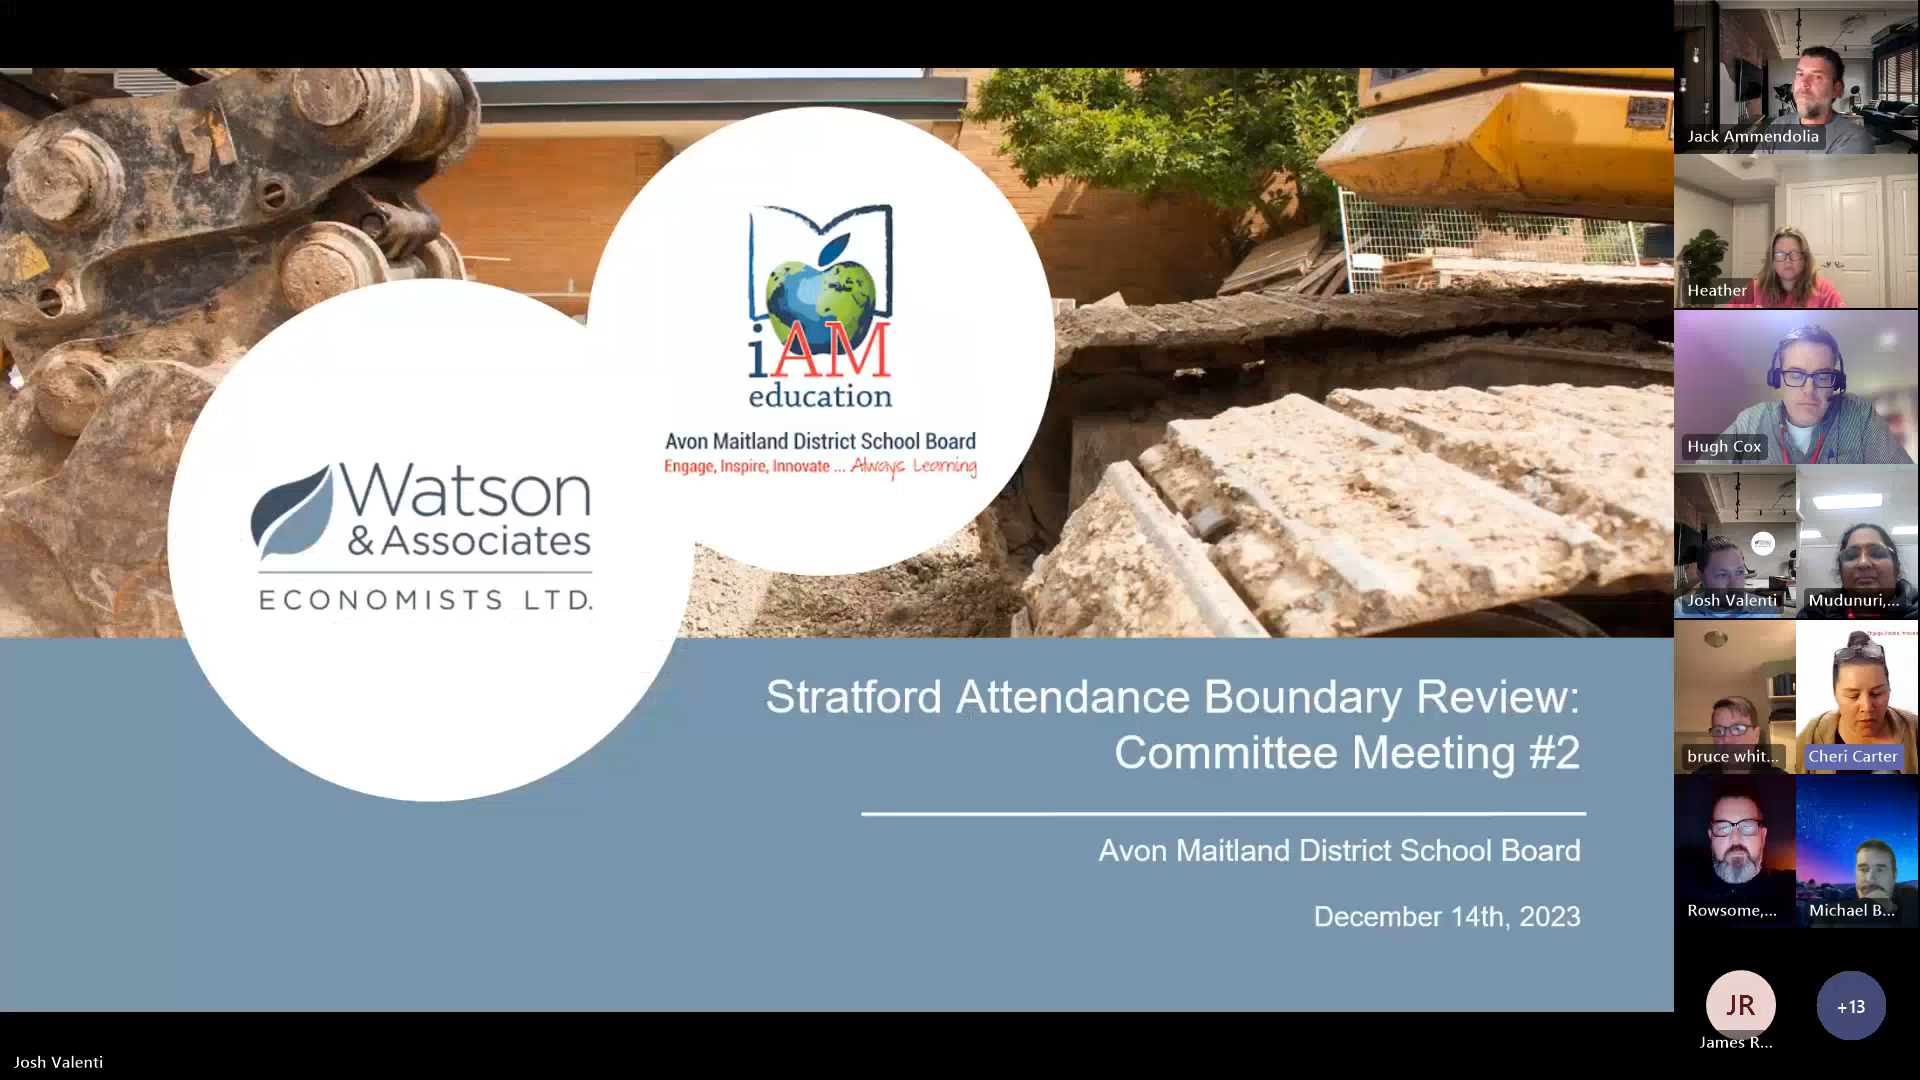 iAM
education
Avon Maitland District School Board
Engage, Inspire, Innovate ... Always Learning
Watson
& Associates
ECONOMISTS LTD.
Stratford Attendance Boundary Review:
Committee Meeting #2
Avon Maitland District School Board
December 14th, 2023
Josh Valenti
Jack Ammendolia
Heather
Hugh Cox
Josh Valenti
Mudunuri,...
bruce whit...
Cheri Carter
Rowsome,...
Michael B...
JR
James R...
+13